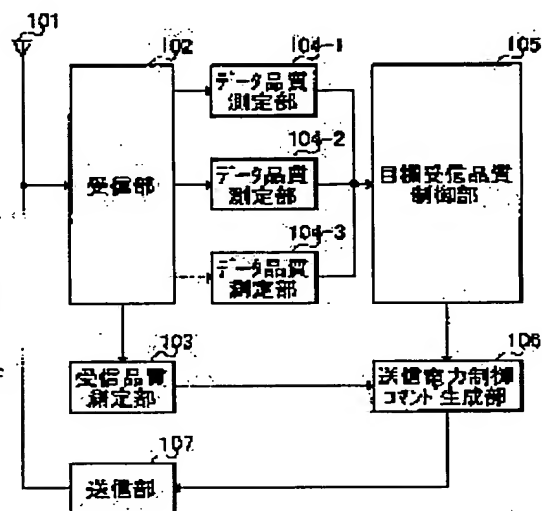 101
102
104-1
105
データ品質
測定部
104-2
受信部
データ品質
測定部
目標受信品質
制御部
104-3
データ品質
測定部
103
106
受信品質
測定部
送信電力制御
コマンド生成部
107
送信部